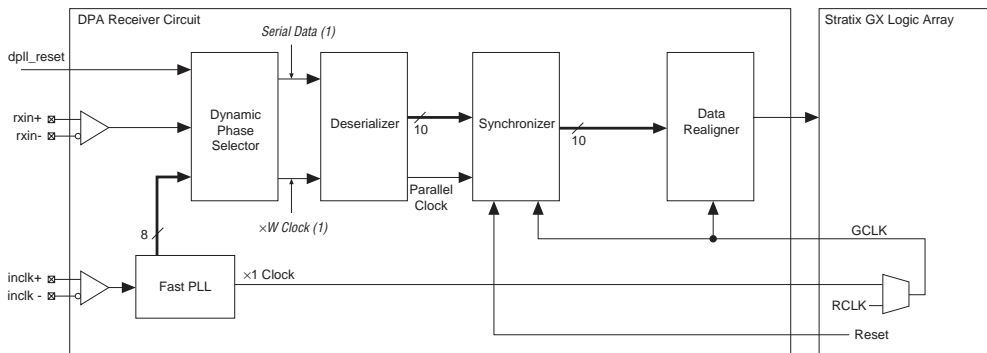 DPA Receiver Circuit
Stratix GX Logic Array
Serial Data (1)
dpll_reset
rxin+
rxin-
Dynamic
Phase
Selector
Deserializer
10
Synchronizer
10
Data
Realigner
Parallel
Clock
×W Clock (1)
8
GCLK
inclk+
inclk -
Fast PLL
×1 Clock
RCLK
Reset